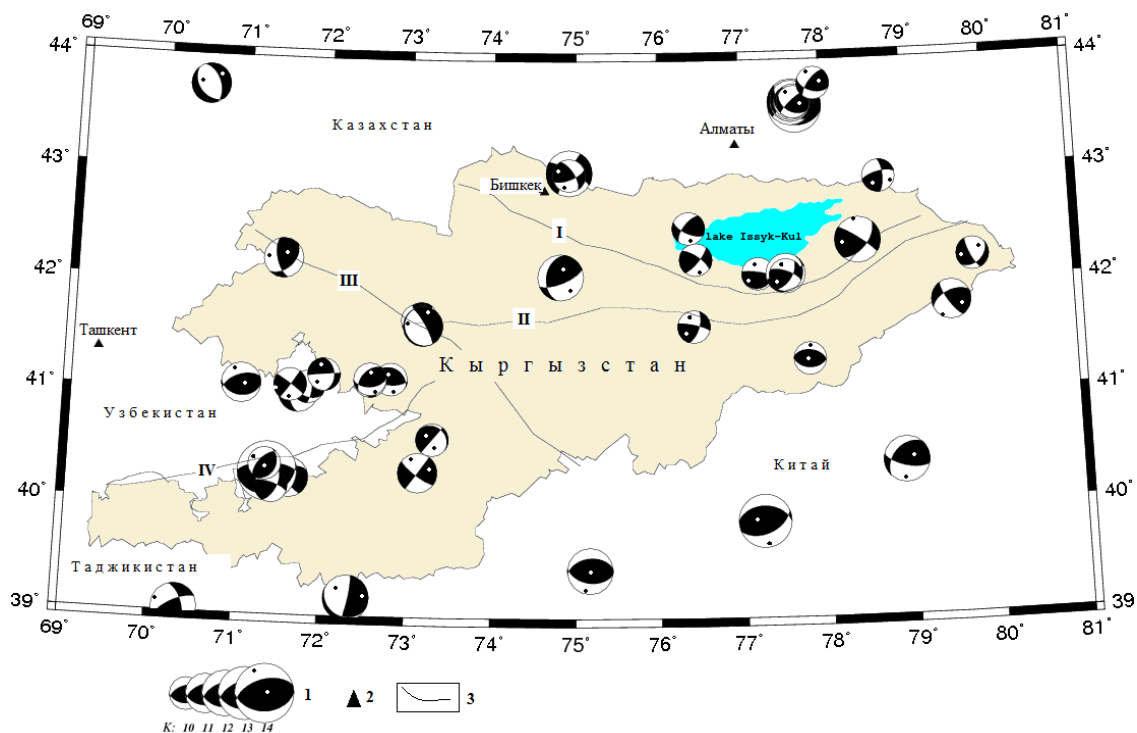 69° 70° 71° 72° 73° 74° 75° 76° 77° 78° 79° 80° 81°
44° 44°
Казахстан
Алматы
43° 43°
Бишкек
I
lake Issyk-Kul
42° 42°
III
II
Ташкент
Кыргызстан
41° 41°
Узбекистан
IV
Китай
40° 40°
Таджикистан
39° 39°
69° 70° 71° 72° 73° 74° 75° 76° 77° 78° 79° 80° 81°
1 2 3
K: 10 11 12 13 14